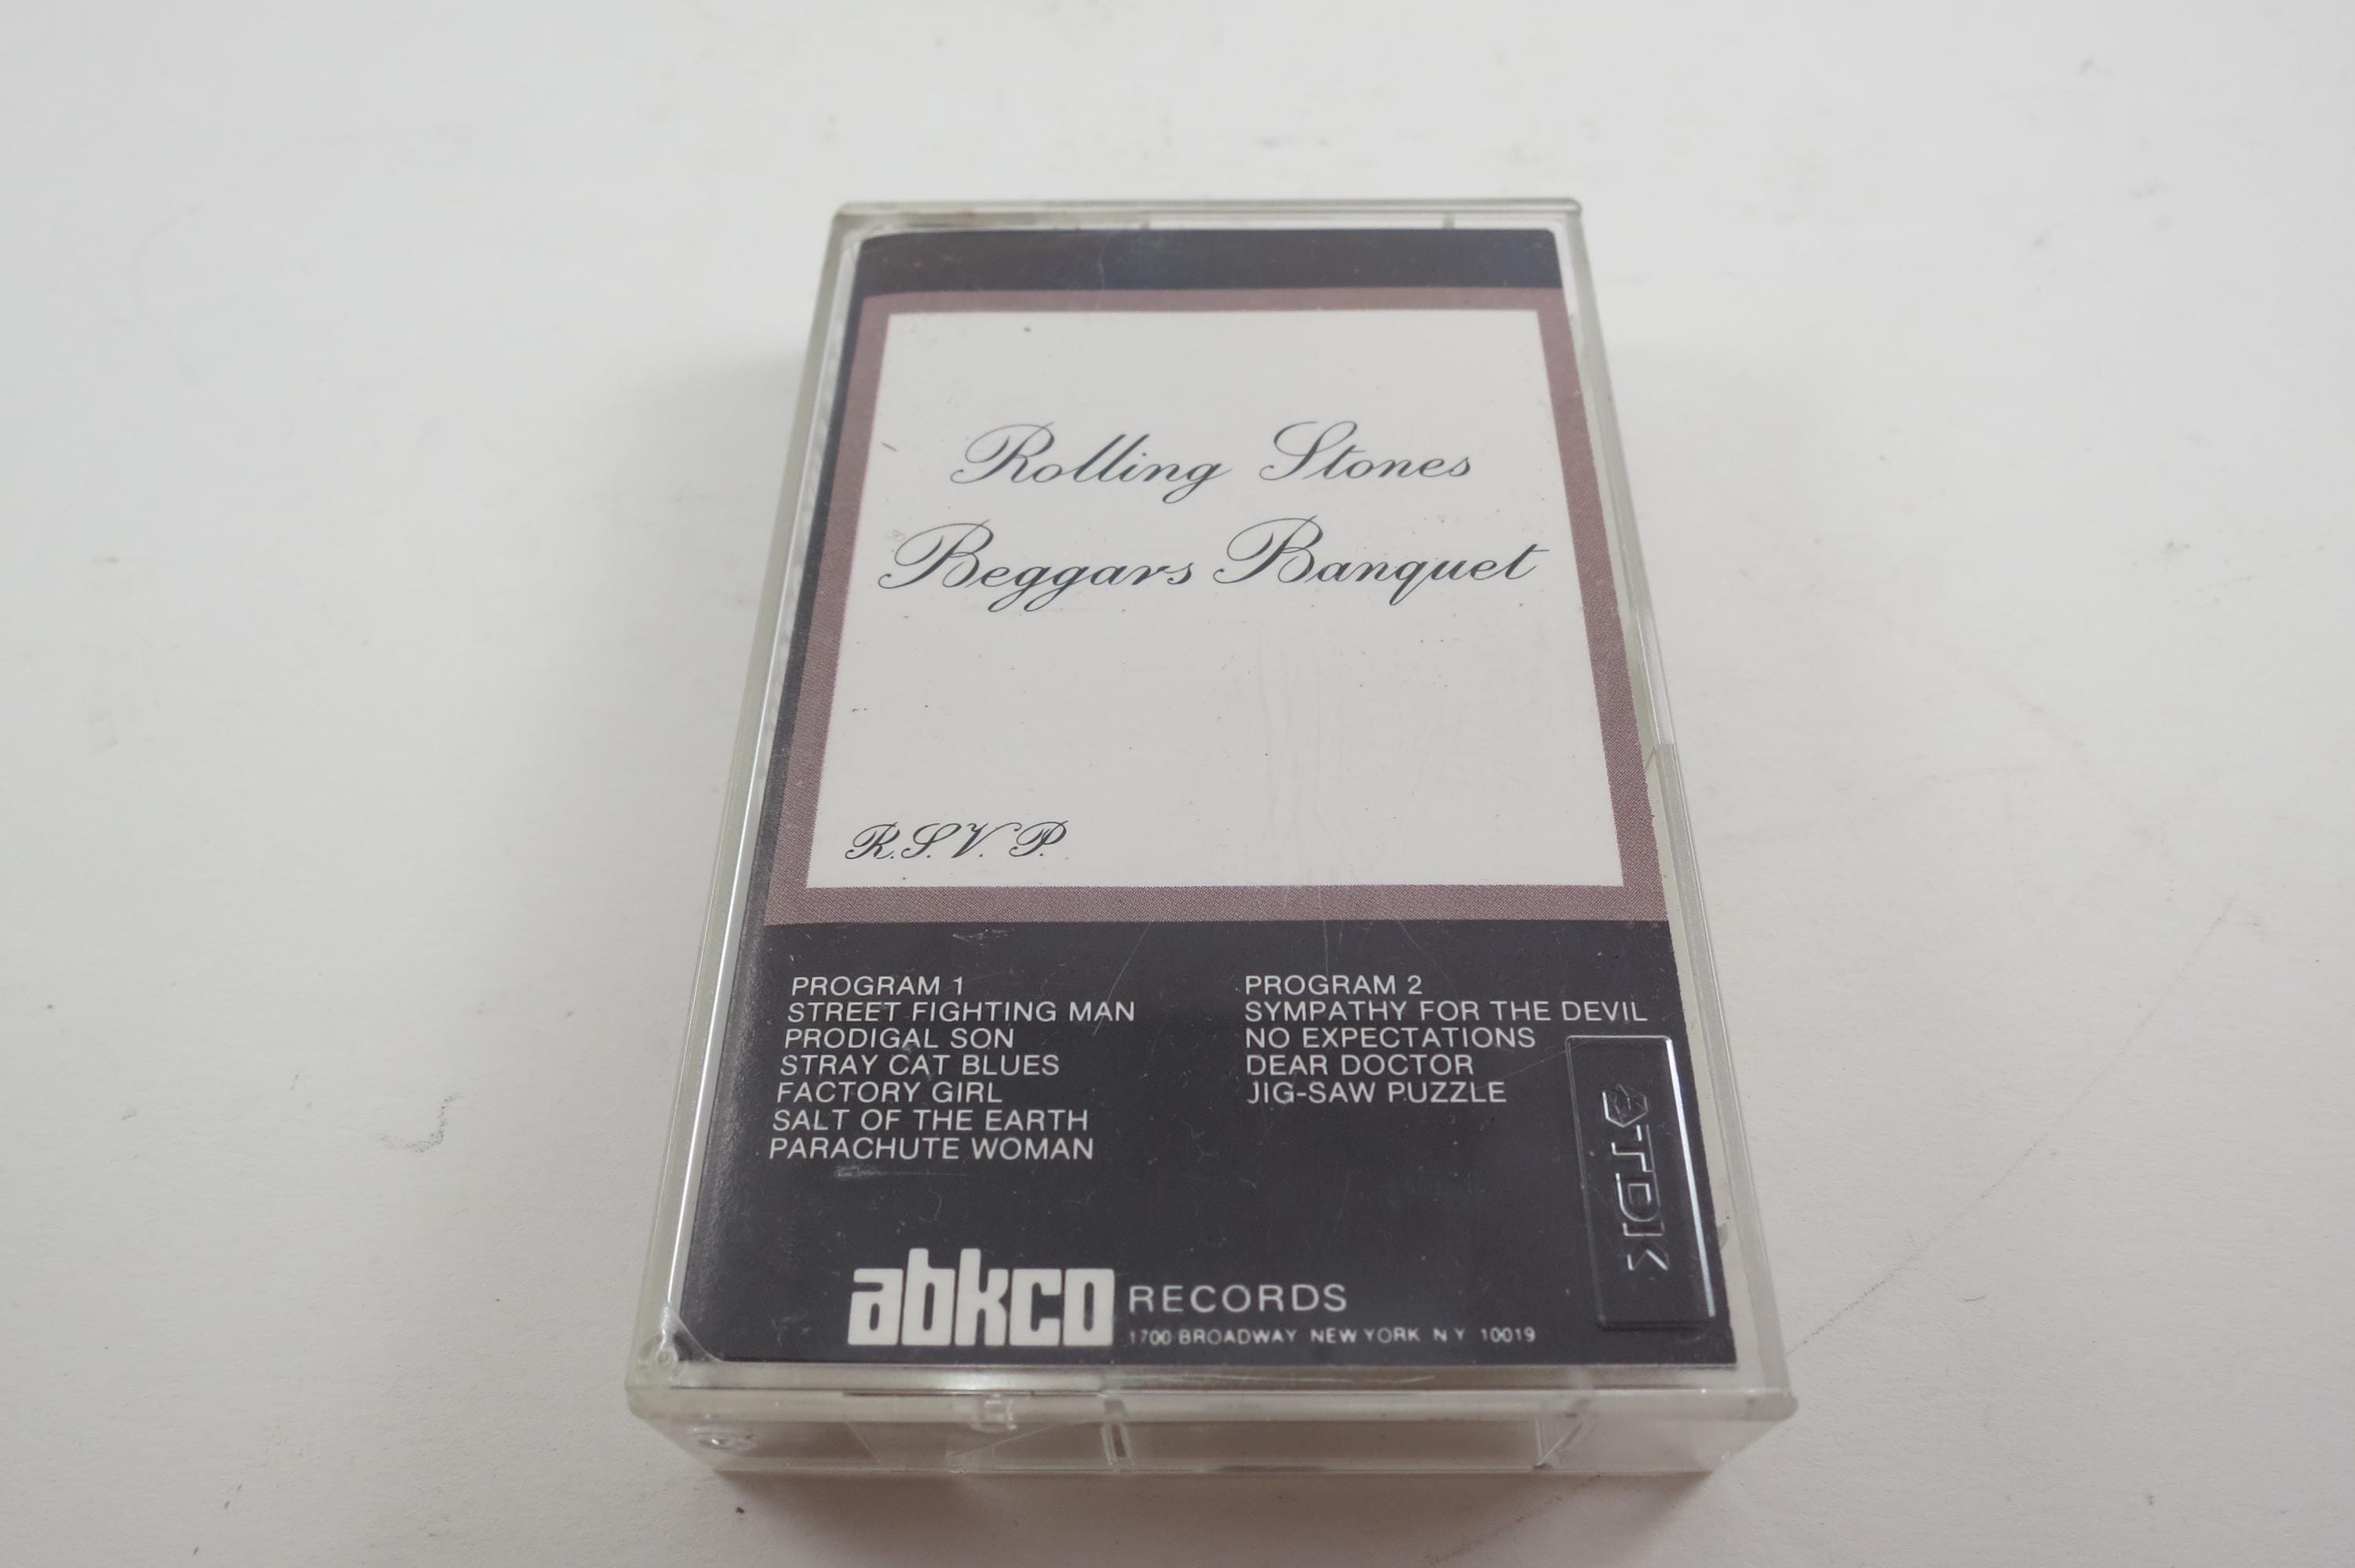 Rolling Stones
Beggars Banquet
R.S.V.P.
PROGRAM 1
STREET FIGHTING MAN
PRODIGAL SON
STRAY CAT BLUES
FACTORY GIRL
SALT OF THE EARTH
PARACHUTE WOMAN
PROGRAM 2
SYMPATHY FOR THE DEVIL
NO EXPECTATIONS
DEAR DOCTOR
JIG-SAW PUZZLE
TDK
abkco RECORDS
1700 BROADWAY NEW YORK N Y 10019